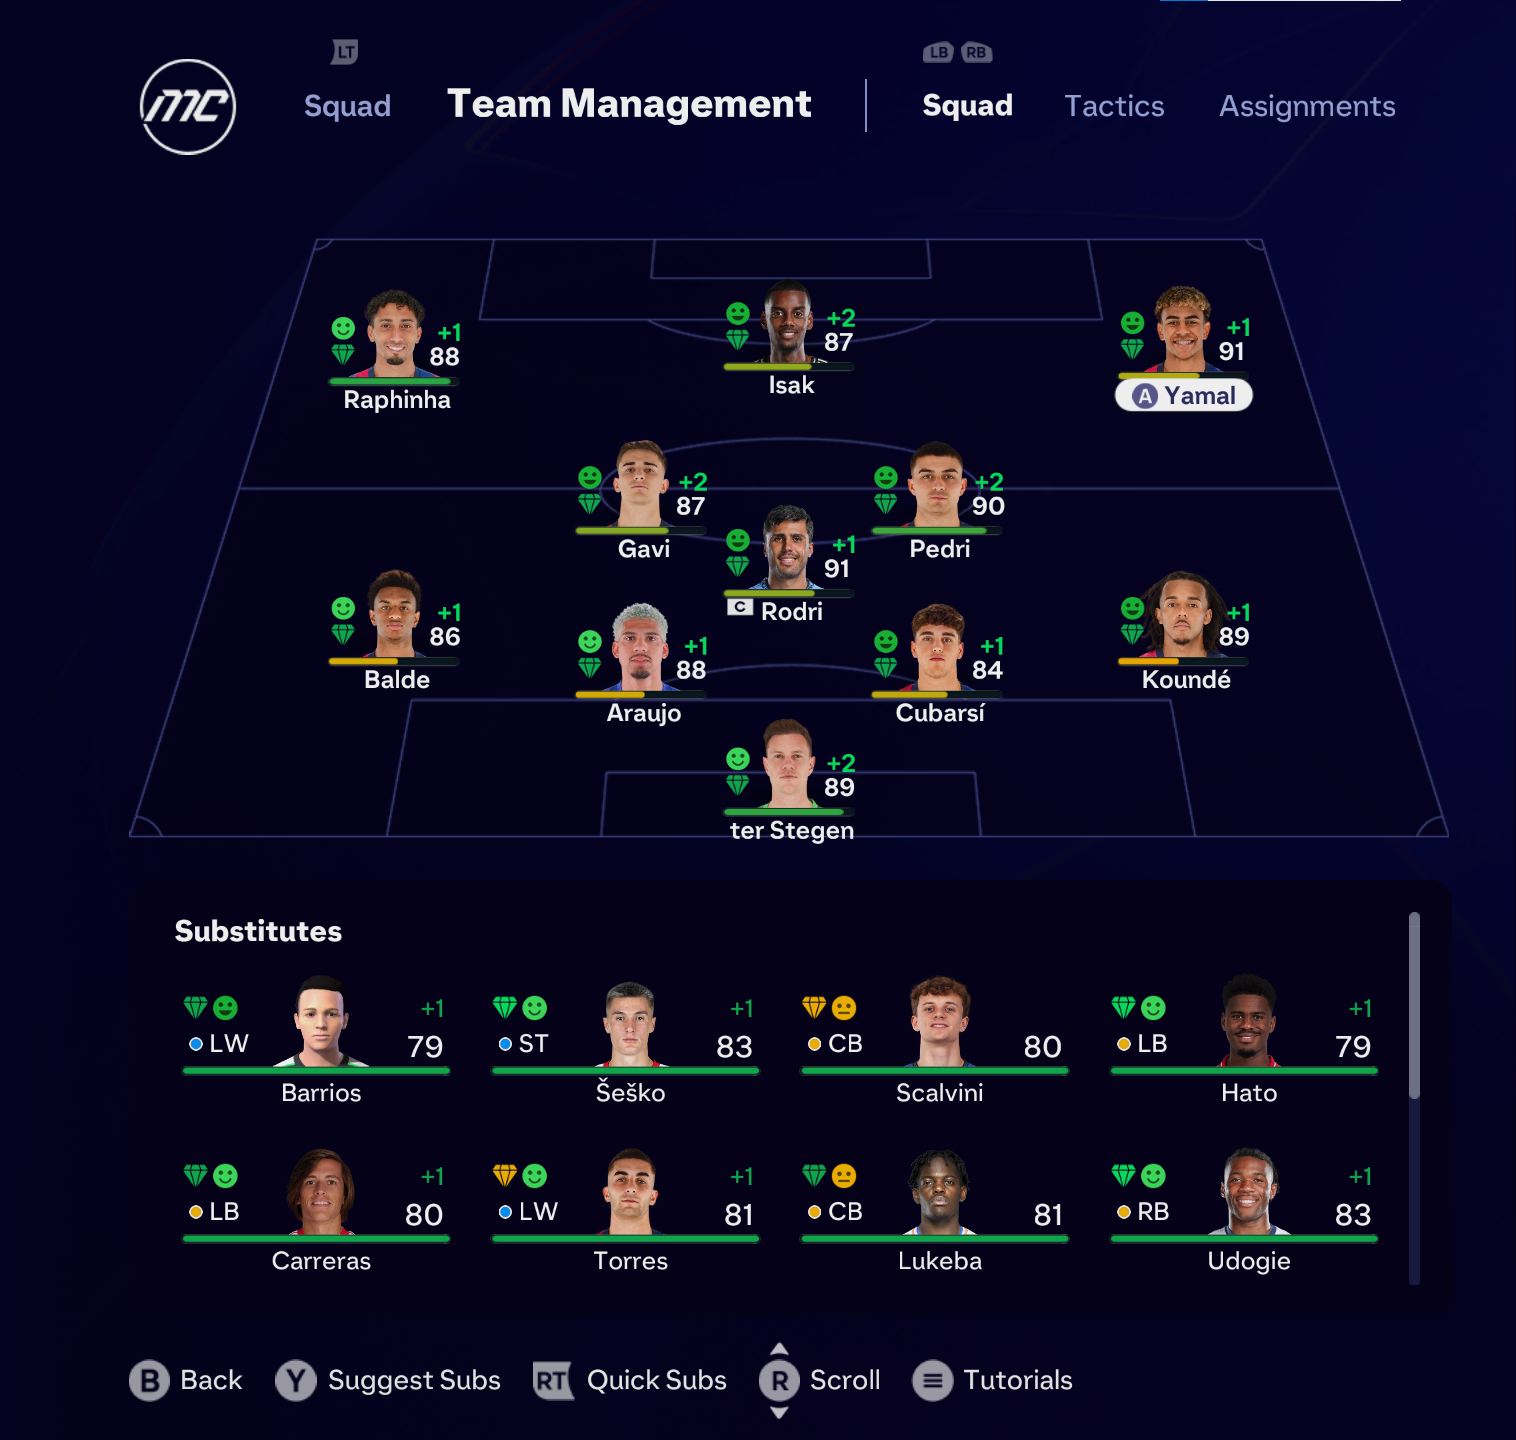 LT
LB RB
MC
Squad
Team Management
Squad
Tactics
Assignments
+1
88
Raphinha
+2
87
Isak
+1
91
A Yamal
+2
87
Gavi
+2
90
Pedri
+1
91
C Rodri
+1
86
Balde
+1
88
Araujo
+1
84
Cubarsí
+1
89
Koundé
+2
89
ter Stegen
Substitutes
+1
LW 79
Barrios
+1
ST 83
Šeško
CB 80
Scalvini
+1
LB 79
Hato
+1
LB 80
Carreras
+1
LW 81
Torres
CB 81
Lukeba
+1
RB 83
Udogie
B Back
Y Suggest Subs
RT Quick Subs
R Scroll
Tutorials